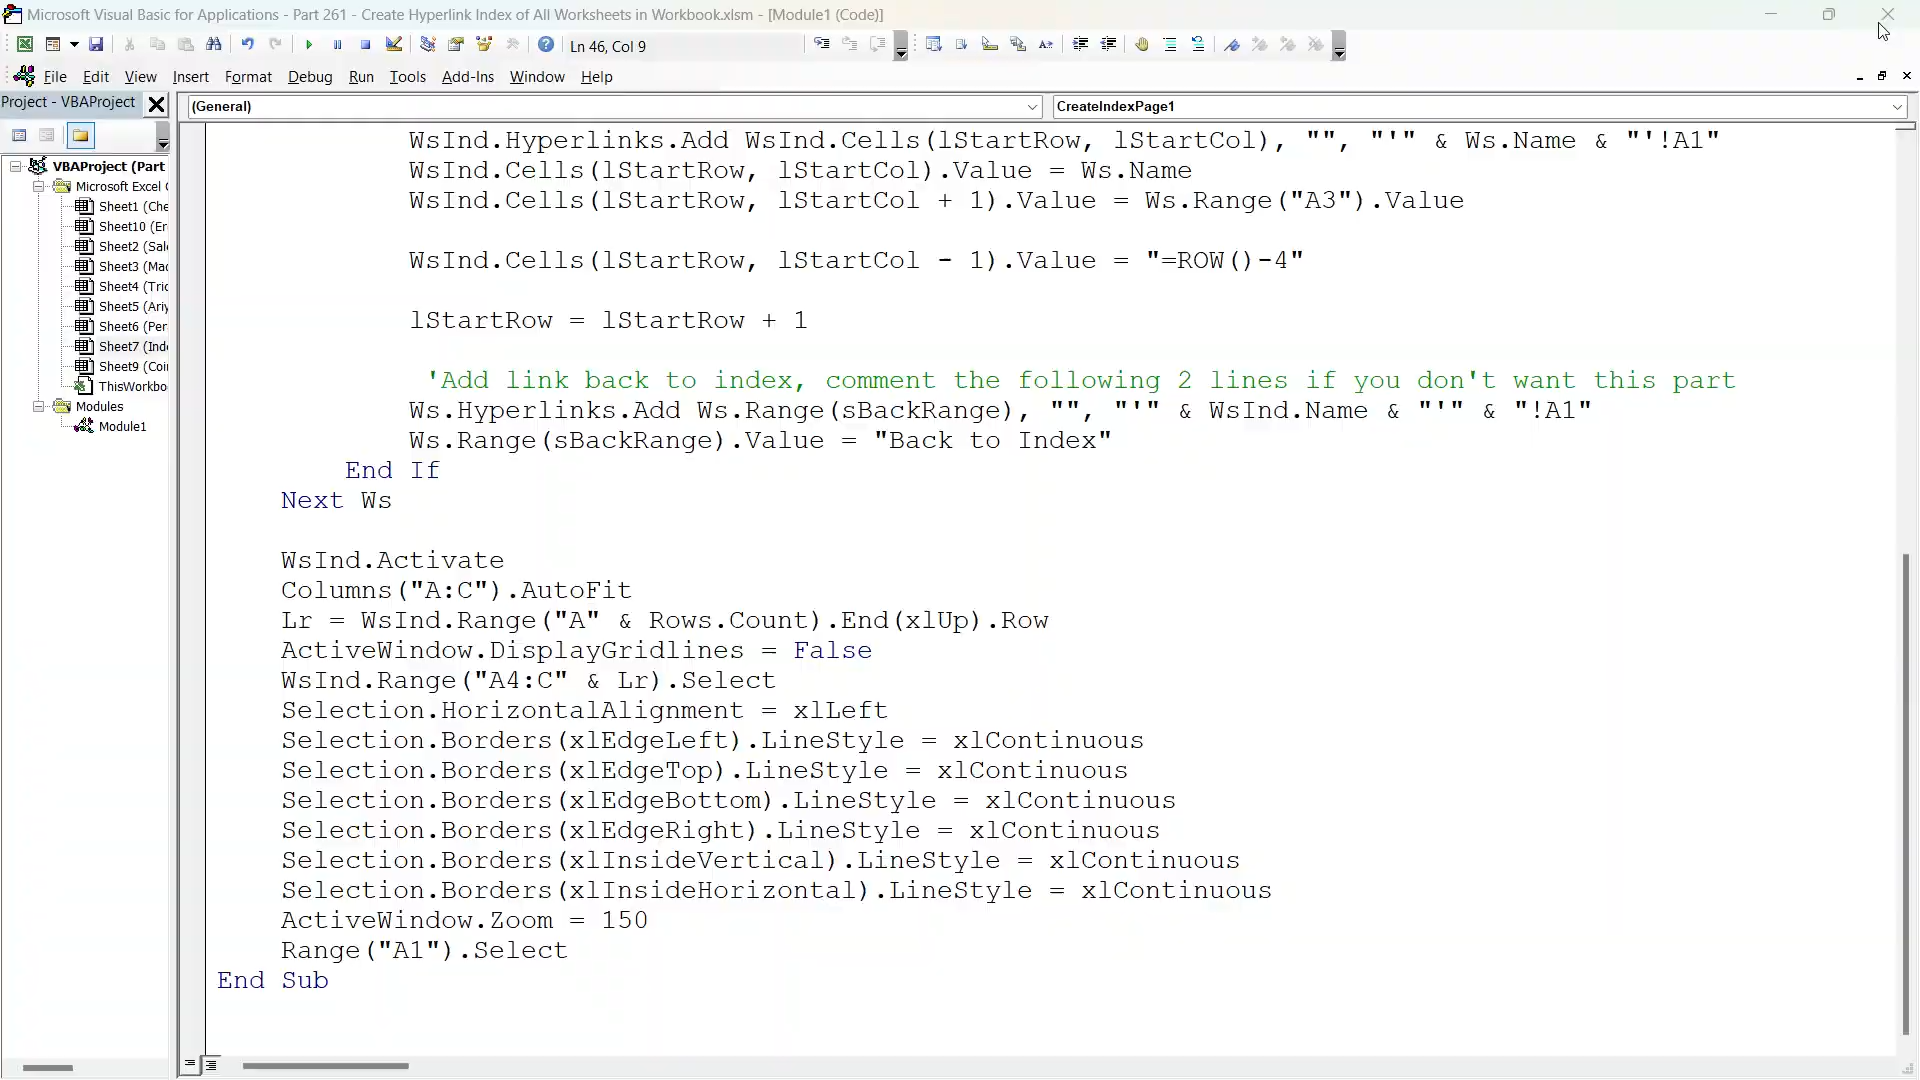 Microsoft Visual Basic for Applications - Part 261 - Create Hyperlink Index of All Worksheets in Workbook.xlsm - [Module1 (Code)]
Ln 46, Col 9
File Edit View Insert Format Debug Run Tools Add-Ins Window Help
Project - VBAProject
(General)
CreateIndexPage1
VBAProject (Part
Microsoft Excel
Sheet1 (Che
Sheet10 (Er
Sheet2 (Sale
Sheet3 (Mac
Sheet4 (Tric
Sheet5 (Ariy
Sheet6 (Per
Sheet7 (Inde
Sheet9 (Coi
ThisWorkbo
Modules
Module1
WsInd.Hyperlinks.Add WsInd.Cells(lStartRow, lStartCol), "", "'" & Ws.Name & "'!A1"
WsInd.Cells(lStartRow, lStartCol).Value = Ws.Name
WsInd.Cells(lStartRow, lStartCol + 1).Value = Ws.Range("A3").Value
WsInd.Cells(lStartRow, lStartCol - 1).Value = "=ROW()-4"
lStartRow = lStartRow + 1
'Add link back to index, comment the following 2 lines if you don't want this part
Ws.Hyperlinks.Add Ws.Range(sBackRange), "", "'" & WsInd.Name & "'" & "!A1"
Ws.Range(sBackRange).Value = "Back to Index"
End If
Next Ws
WsInd.Activate
Columns("A:C").AutoFit
Lr = WsInd.Range("A" & Rows.Count).End(xlUp).Row
ActiveWindow.DisplayGridlines = False
WsInd.Range("A4:C" & Lr).Select
Selection.HorizontalAlignment = xlLeft
Selection.Borders(xlEdgeLeft).LineStyle = xlContinuous
Selection.Borders(xlEdgeTop).LineStyle = xlContinuous
Selection.Borders(xlEdgeBottom).LineStyle = xlContinuous
Selection.Borders(xlEdgeRight).LineStyle = xlContinuous
Selection.Borders(xlInsideVertical).LineStyle = xlContinuous
Selection.Borders(xlInsideHorizontal).LineStyle = xlContinuous
ActiveWindow.Zoom = 150
Range("A1").Select
End Sub